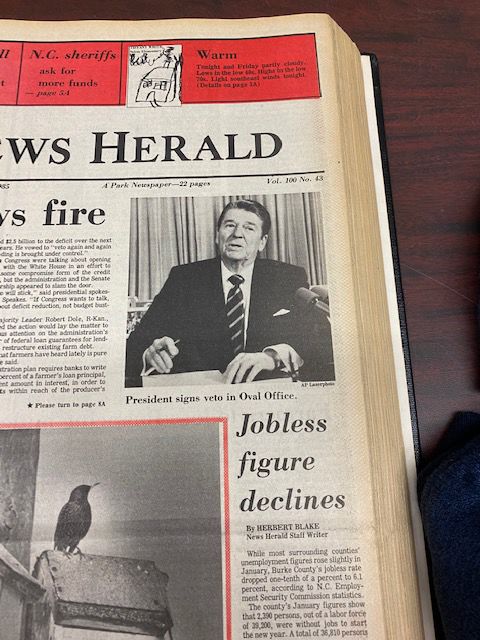 ll
et
N.C. sheriffs
ask for
more funds
— page 5A
Warm
Tonight and Friday partly cloudy.
Lows in the low 40s. Highs in the low
70s. Light southeast winds tonight.
(Details on page 1A)
EWS HERALD
985
A Park Newspaper—22 pages
Vol. 100 No. 43
ws fire
d $2.5 billion to the deficit over the next
ears. He vowed to "veto again and again
ding is brought under control."
Congress were talking about opening
with the White House in an effort to
some compromise form of the credit
, but the administration and the Senate
rship appeared to slam the door.
o will stick," said presidential spokes-
Speakes. "If Congress wants to talk,
out deficit reduction, not budget bust-
ajority Leader Robert Dole, R-Kan.,
ed the action would lay the matter to
us attention on the administration's
r of federal loan guarantees for lend-
restructure existing farm debt.
hat farmers have heard lately is pure
e said.
stration plan requires banks to write
percent of a farmer's loan principal,
ent amount in interest, in order to
ts within reach of the producer's
★ Please turn to page 8A
AP Laserphoto
President signs veto in Oval Office.
Jobless
figure
declines
By HERBERT BLAKE
News Herald Staff Writer
While most surrounding counties'
unemployment figures rose slightly in
January, Burke County's jobless rate
dropped one-tenth of a percent to 6.1
percent, according to N.C. Employ-
ment Security Commission statistics.
The county's January figures show
that 2,390 persons, out of a labor force
of 39,200, were without jobs to start
the new year. A total of 36,810 persons